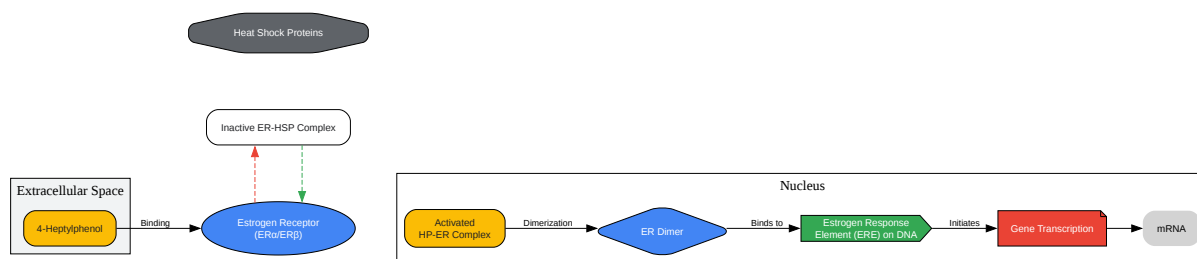 Heat Shock Proteins
Inactive ER-HSP Complex
Extracellular Space
4-Heptylphenol
Binding
Estrogen Receptor
(ERα/ERβ)
Nucleus
Activated
HP-ER Complex
Dimerization
ER Dimer
Binds to
Estrogen Response
Element (ERE) on DNA
Initiates
Gene Transcription
mRNA